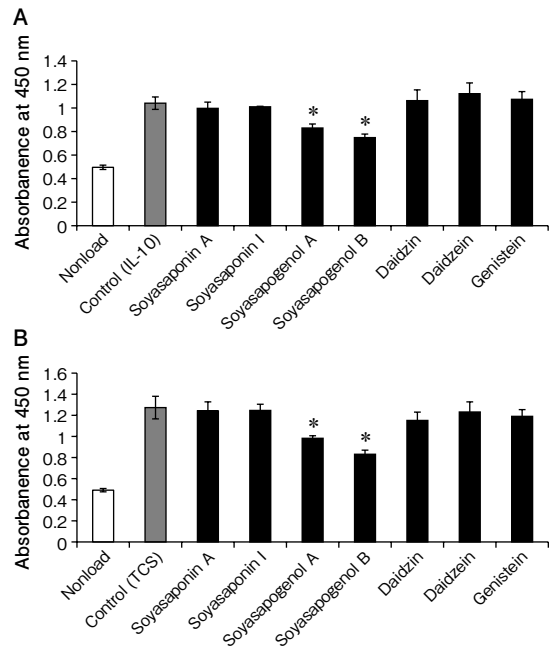 A
Absorbanence at 450 nm
1.4
1.2
1
0.8
0.6
0.4
0.2
0
*
*
Nonload
Control (IL-10)
Soyasaponin A
Soyasaponin I
Soyasapogenol A
Soyasapogenol B
Daidzin
Daidzein
Genistein
B
Absorbanence at 450 nm
1.6
1.4
1.2
1
0.8
0.6
0.4
0.2
0
*
*
Nonload
Control (TCS)
Soyasaponin A
Soyasaponin I
Soyasapogenol A
Soyasapogenol B
Daidzin
Daidzein
Genistein